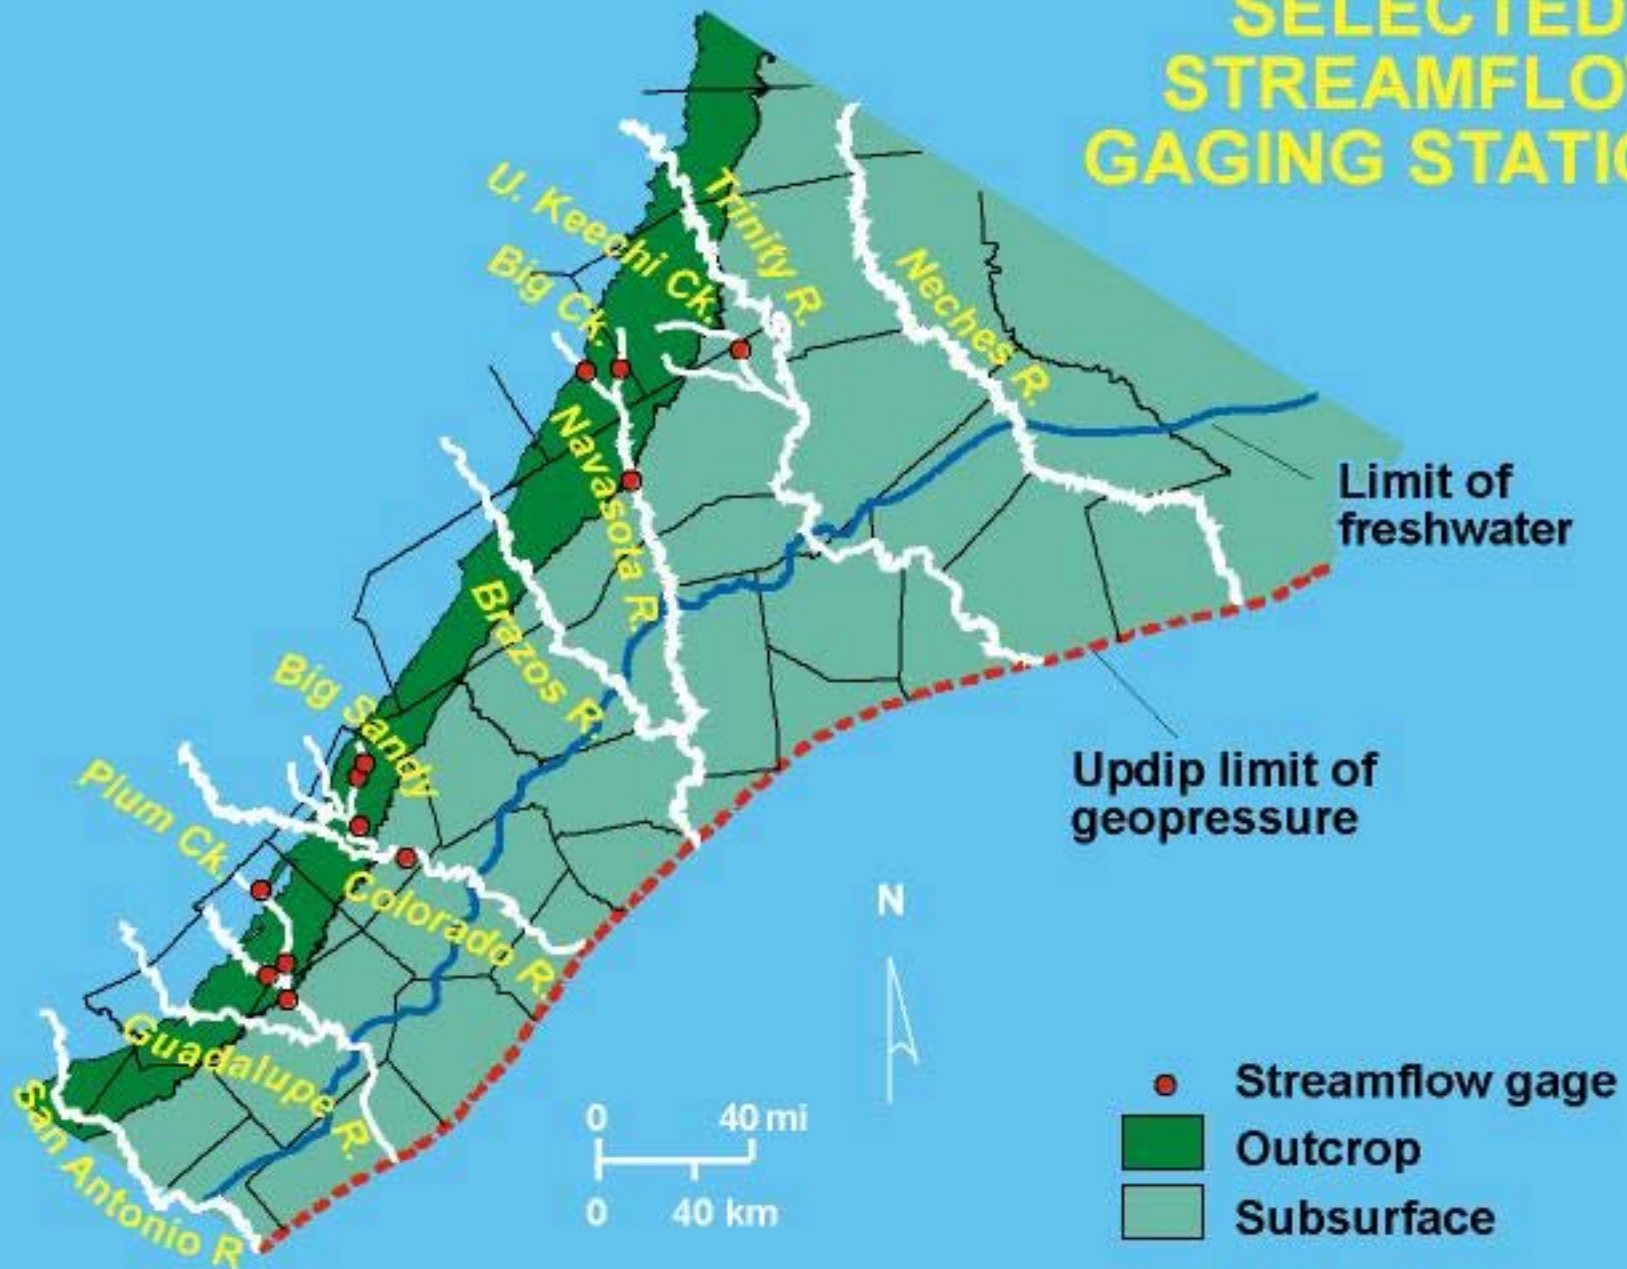 SELECTED
STREAMFLO
GAGING STATI
U. Keechi Ck.
Trinity R.
Big Ck.
Neches R.
Navasota R.
Limit of
freshwater
Brazos R.
Big Sandy
Plum Ck.
Updip limit of
geopressure
Colorado R.
N
Guadalupe R.
San Antonio R
0 40 mi
0 40 km
Streamflow gage
Outcrop
Subsurface